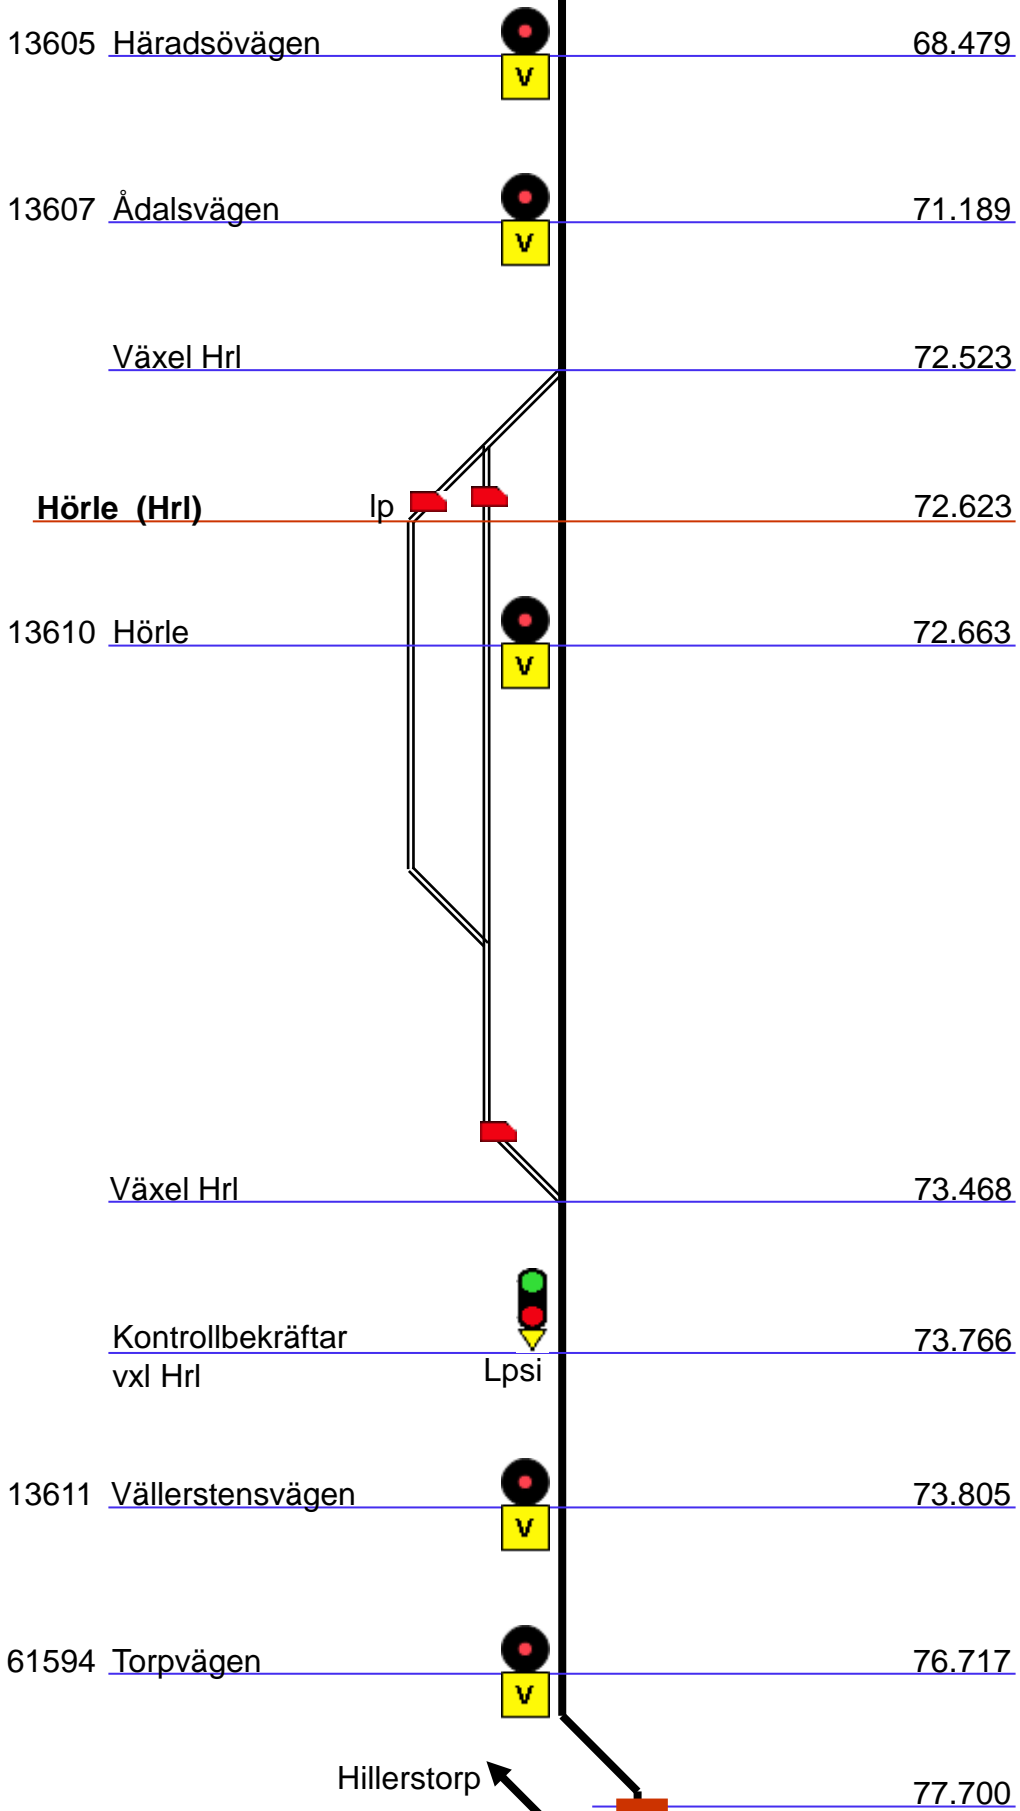 13605 Häradsövägen 68.479
V
13607 Ådalsvägen 71.189
V
Växel Hrl 72.523
Hörle (Hrl) lp 72.623
13610 Hörle 72.663
V
Växel Hrl 73.468
Kontrollbekräftar 73.766
vxl Hrl Lpsi
13611 Vällerstensvägen 73.805
V
61594 Torpvägen 76.717
V
Hillerstorp 77.700